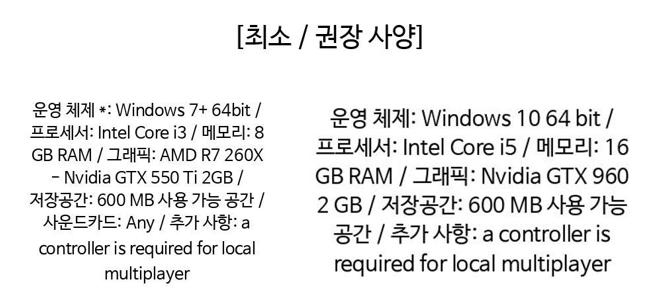 [최소 / 권장 사양]
운영 체제 *: Windows 7+ 64bit /
프로세서: Intel Core i3 / 메모리: 8
GB RAM / 그래픽: AMD R7 260X
– Nvidia GTX 550 Ti 2GB /
저장공간: 600 MB 사용 가능 공간 /
사운드카드: Any / 추가 사항: a
controller is required for local
multiplayer
운영 체제: Windows 10 64 bit /
프로세서: Intel Core i5 / 메모리: 16
GB RAM / 그래픽: Nvidia GTX 960
2 GB / 저장공간: 600 MB 사용 가능
공간 / 추가 사항: a controller is
required for local multiplayer